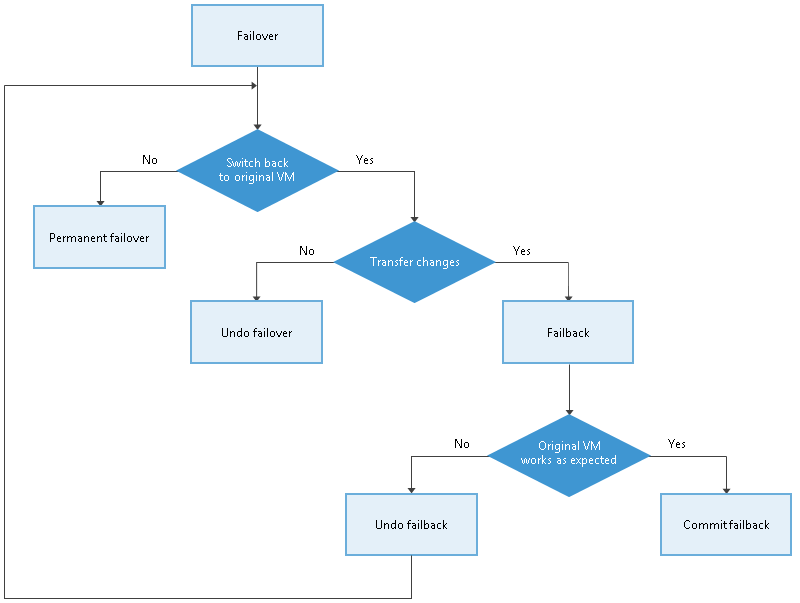 Failover
Switch back
to original VM
No
Yes
Permanent failover
Transfer changes
No
Yes
Undo failover
Failback
Original VM
works as expected
No
Yes
Undo failback
Commit failback